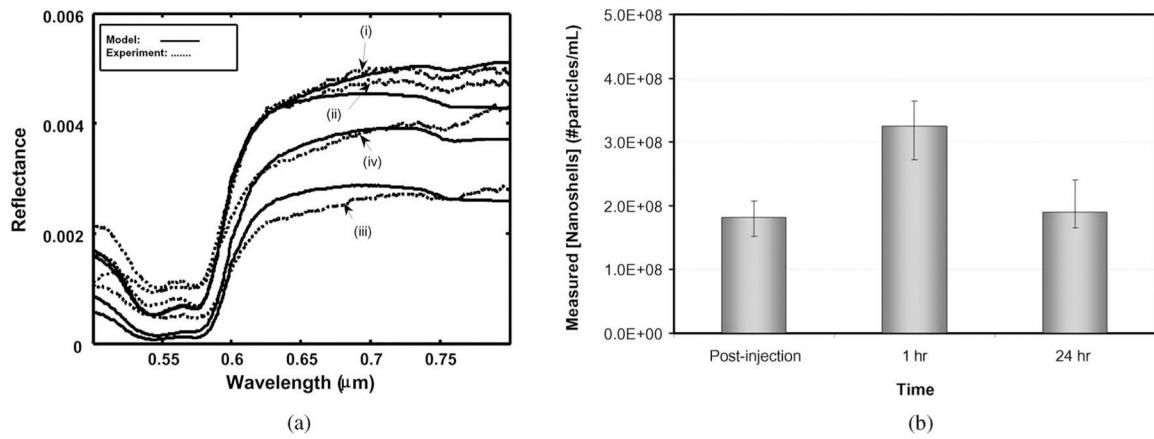 0.006
0.004
0.002
0
Reflectance
Model:
Experiment: .......
(i)
(ii)
(iv)
(iii)
0.55 0.6 0.65 0.7 0.75
Wavelength (μm)
(a)
Measured [Nanoshells] (#particles/mL)
5.0E+08
4.0E+08
3.0E+08
2.0E+08
1.0E+08
0.0E+00
Post-injection 1 hr 24 hr
Time
(b)